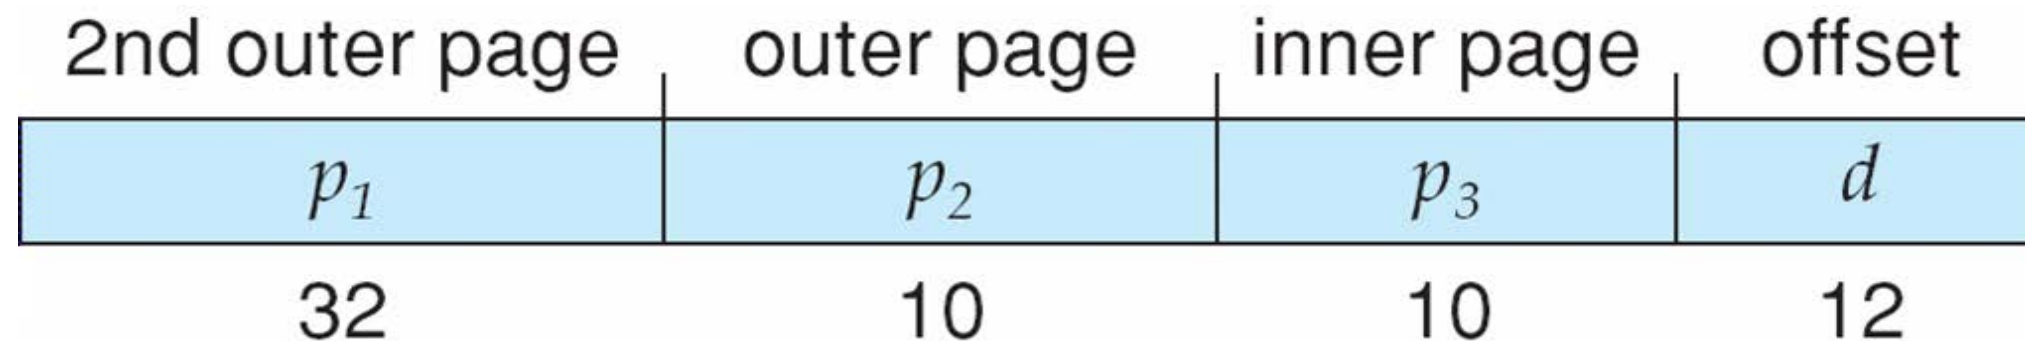 2nd outer page outer page inner page offset
p1 p2 p3 d
32 10 10 12